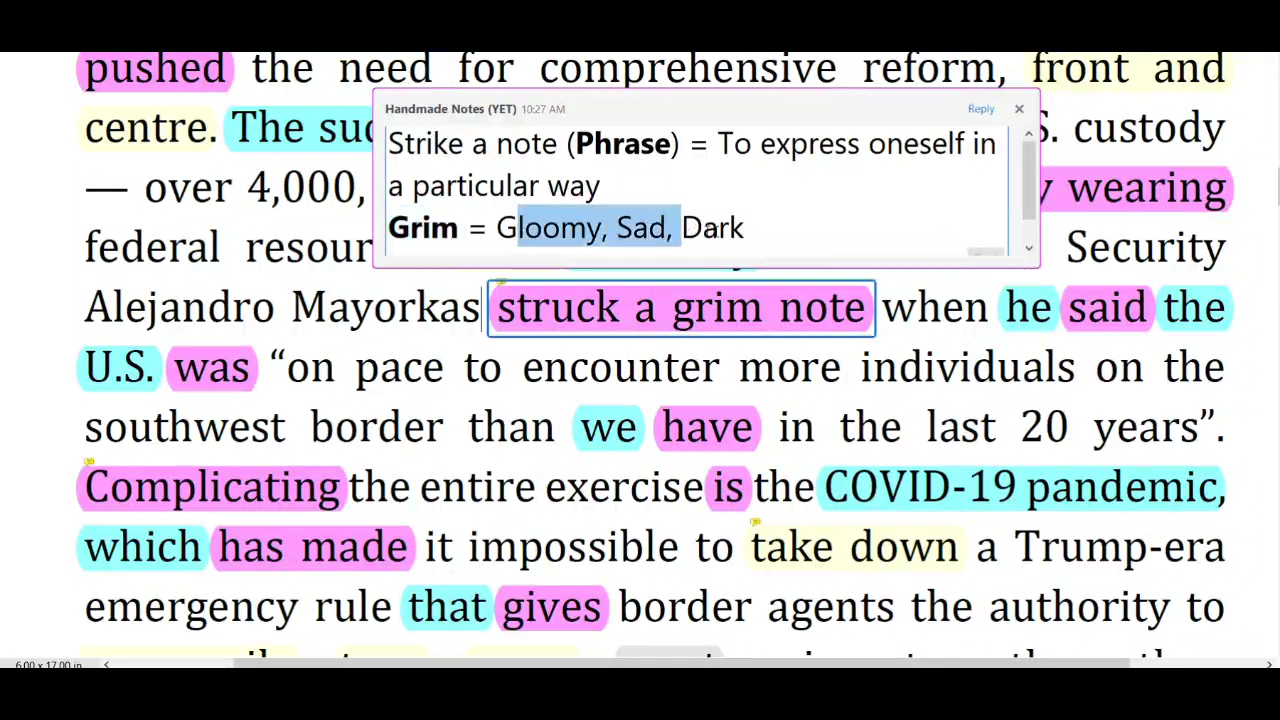 pushed the need for comprehensive reform, front and
Handmade Notes (YET) 10:27 AM Reply
centre. The suc S. custody
Strike a note (Phrase) = To express oneself in
a particular way
— over 4,000, y wearing
Grim = Gloomy, Sad, Dark
federal resour Security
Alejandro Mayorkas struck a grim note when he said the
U.S. was “on pace to encounter more individuals on the
southwest border than we have in the last 20 years”.
Complicating the entire exercise is the COVID-19 pandemic,
which has made it impossible to take down a Trump-era
emergency rule that gives border agents the authority to
6.00 x 17.00 in